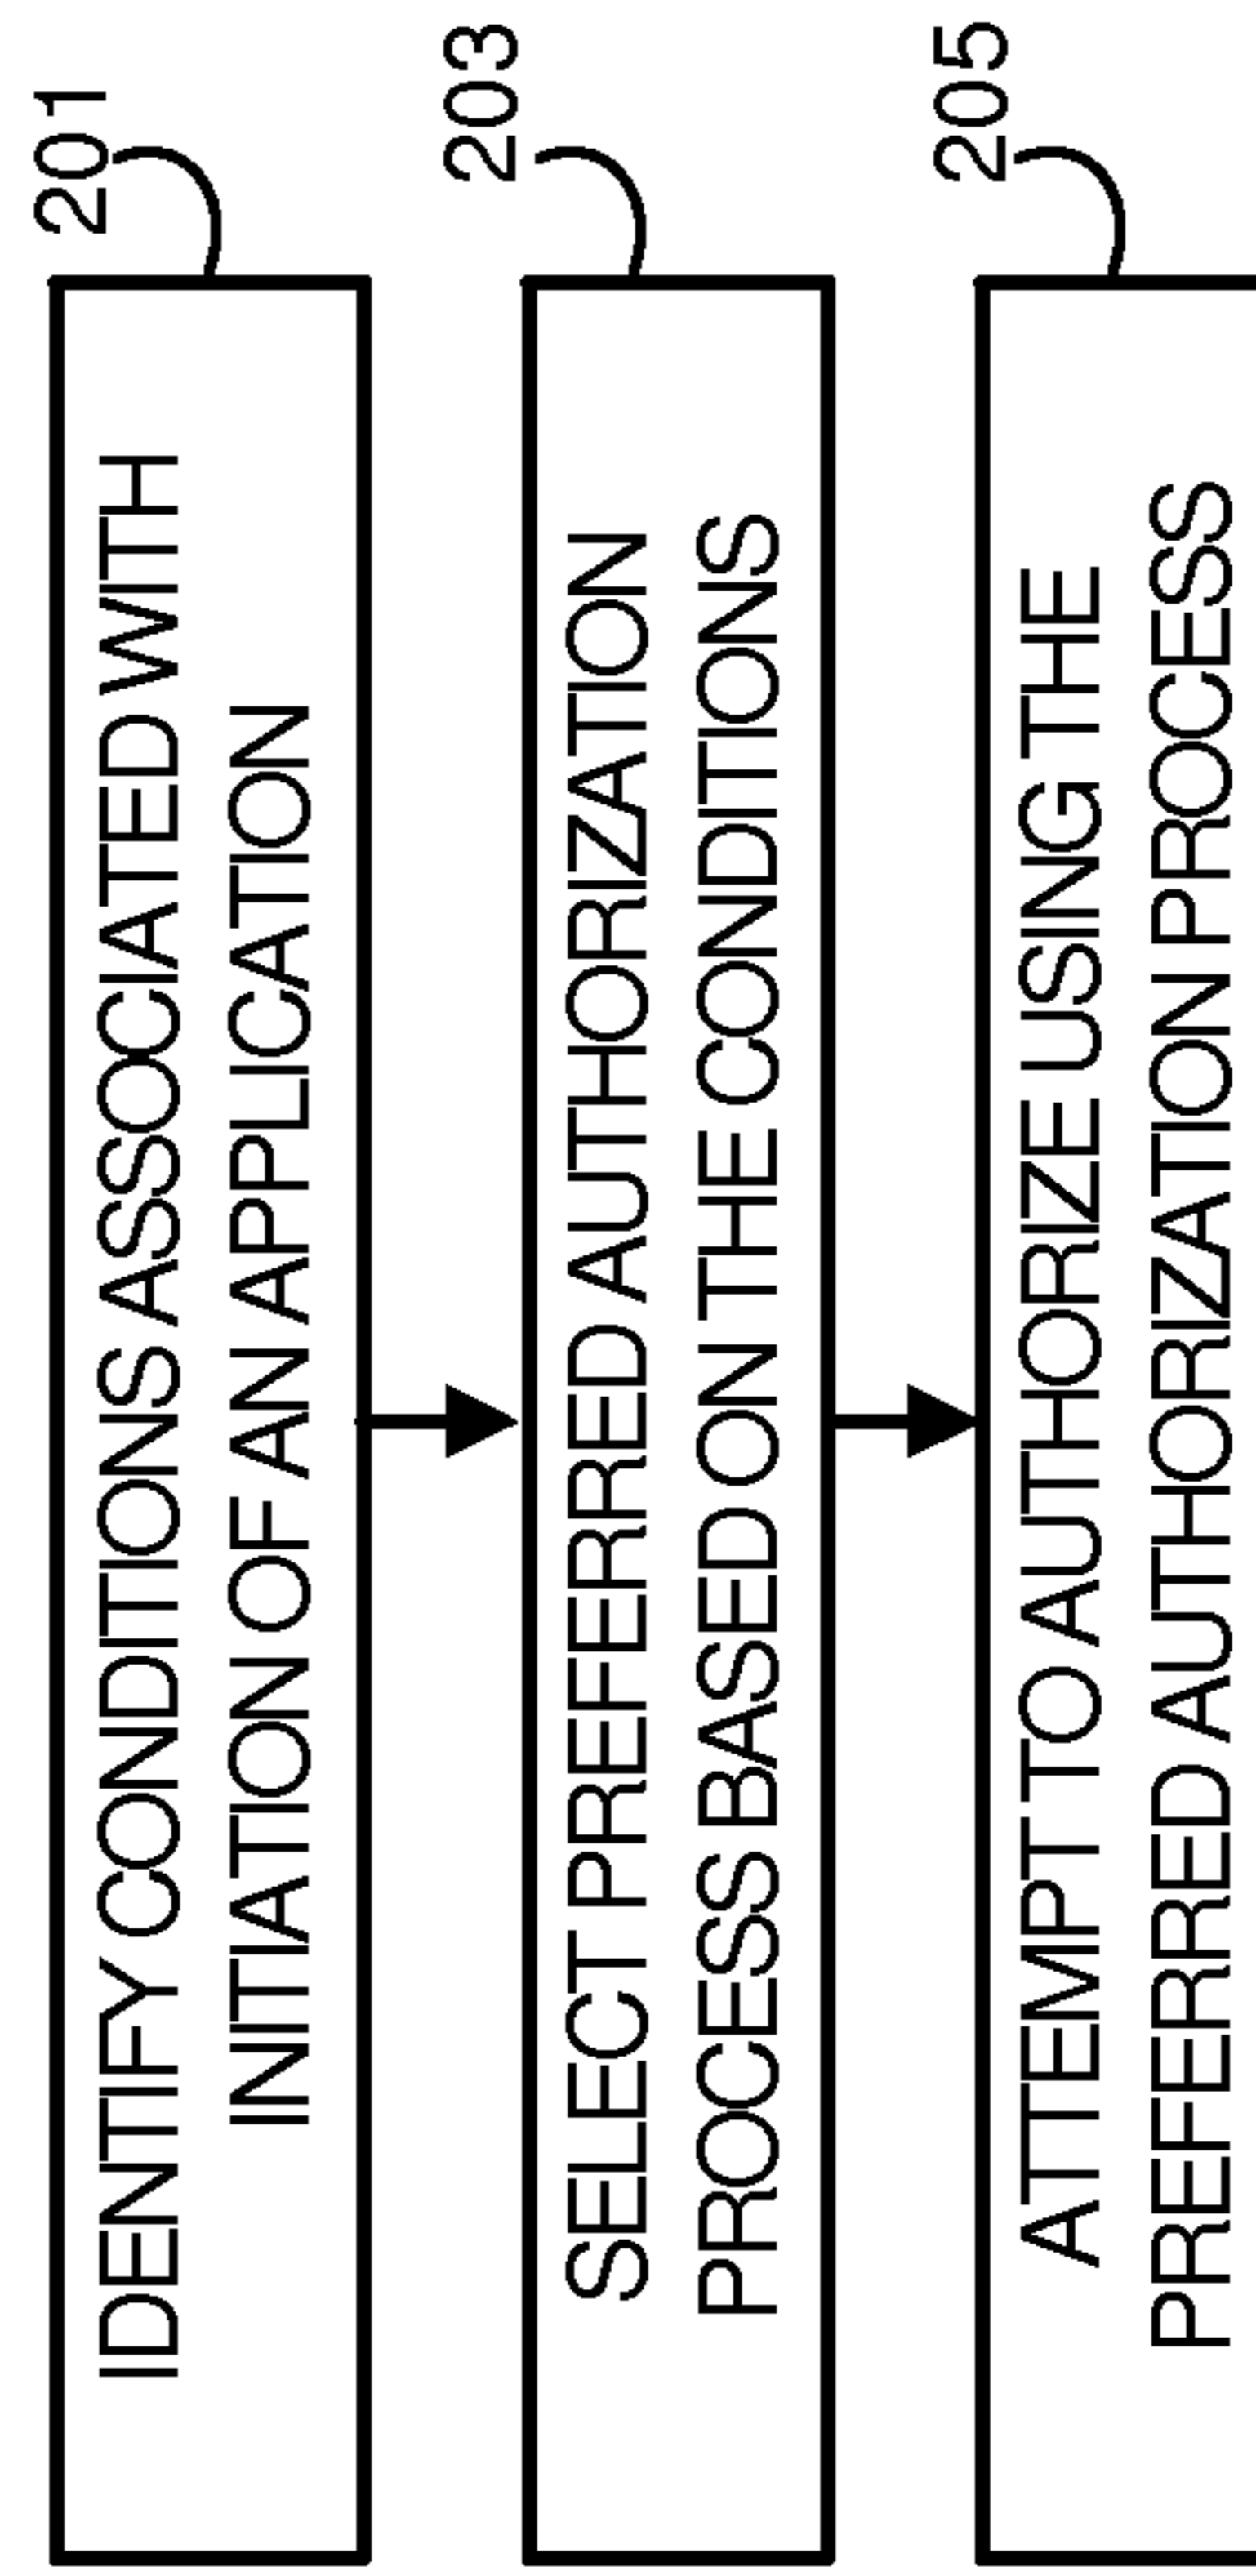 201
IDENTIFY CONDITIONS ASSOCIATED WITH
INITIATION OF AN APPLICATION
203
SELECT PREFERRED AUTHORIZATION
PROCESS BASED ON THE CONDITIONS
205
ATTEMPT TO AUTHORIZE USING THE
PREFERRED AUTHORIZATION PROCESS